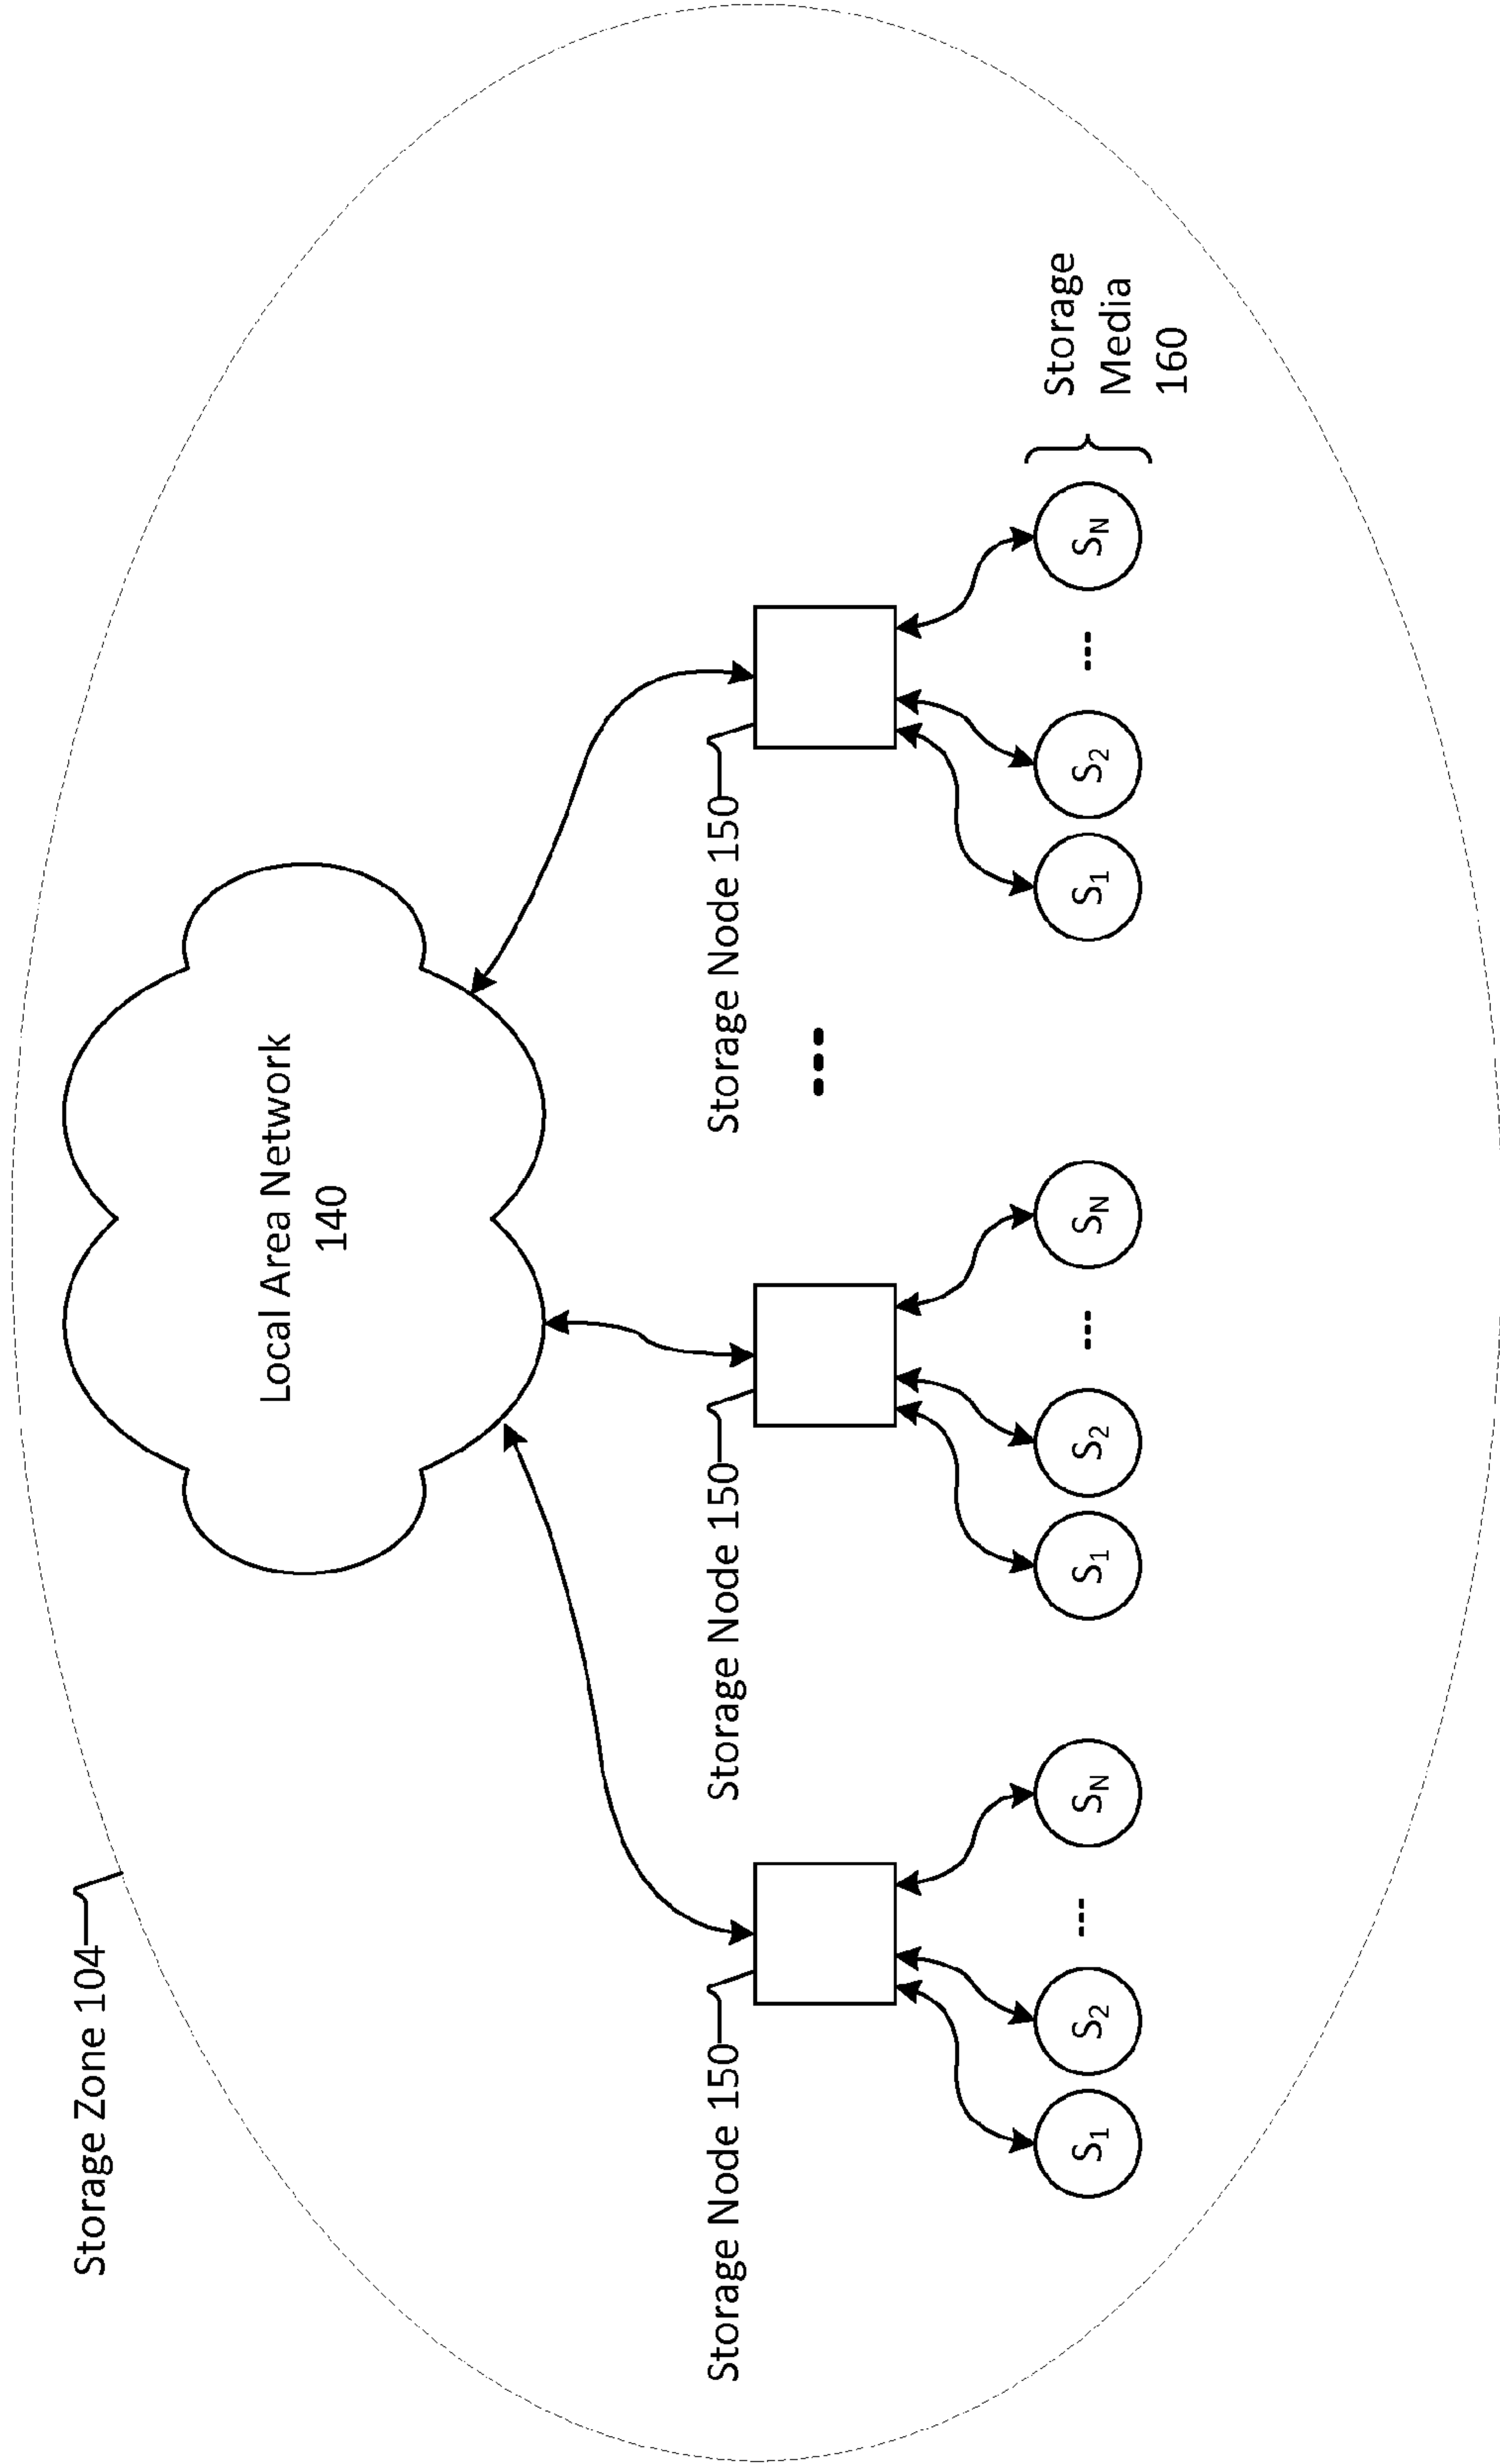 Storage Zone 104
Local Area Network
140
Storage Node 150
Storage Node 150
Storage Node 150
---
S1
S2
---
SN
S1
S2
---
SN
S1
S2
---
SN
Storage
Media
160